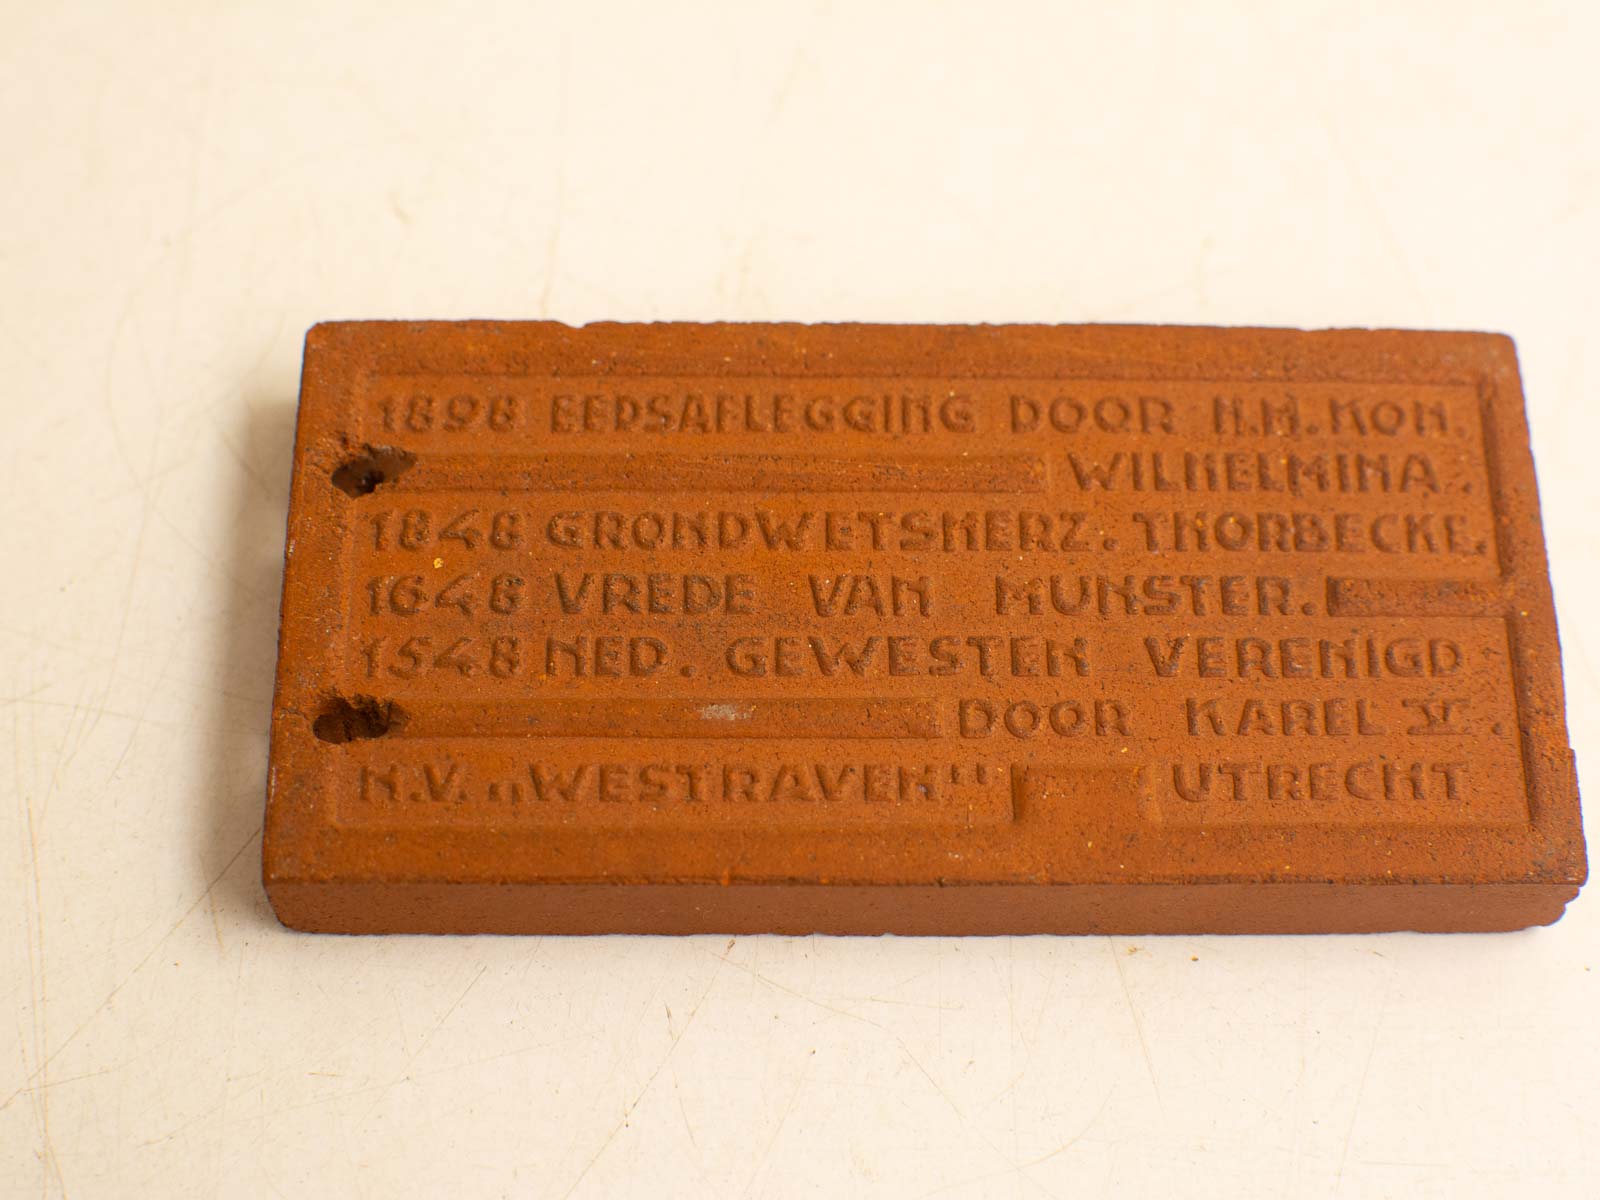 1898 EEDSAFLEGGING DOOR H.M. KON.
WILHELMINA.
1848 GRONDWETSHERZ. THORBECKE.
1648 VREDE VAN MUNSTER.
1548 NED. GEWESTEN VERENIGD
DOOR KAREL V.
N.V. „WESTRAVEN" UTRECHT